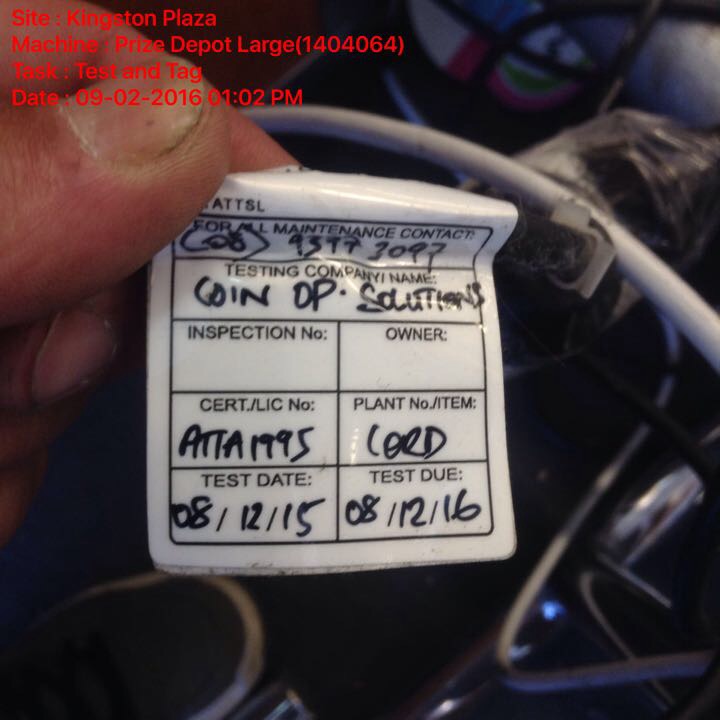 Site : Kingston Plaza
Machine : Prize Depot Large(1404064)
Task : Test and Tag
Date : 09-02-2016 01:02 PM
ATTSL
FOR ALL MAINTENANCE CONTACT:
(08)
TESTING COMPANY/ NAME:
COIN OP. SOLUTIONS
INSPECTION No: OWNER:
CERT./LIC No: PLANT No./ITEM:
ATTA1995 CORD
TEST DATE: TEST DUE:
08/12/15 08/12/16